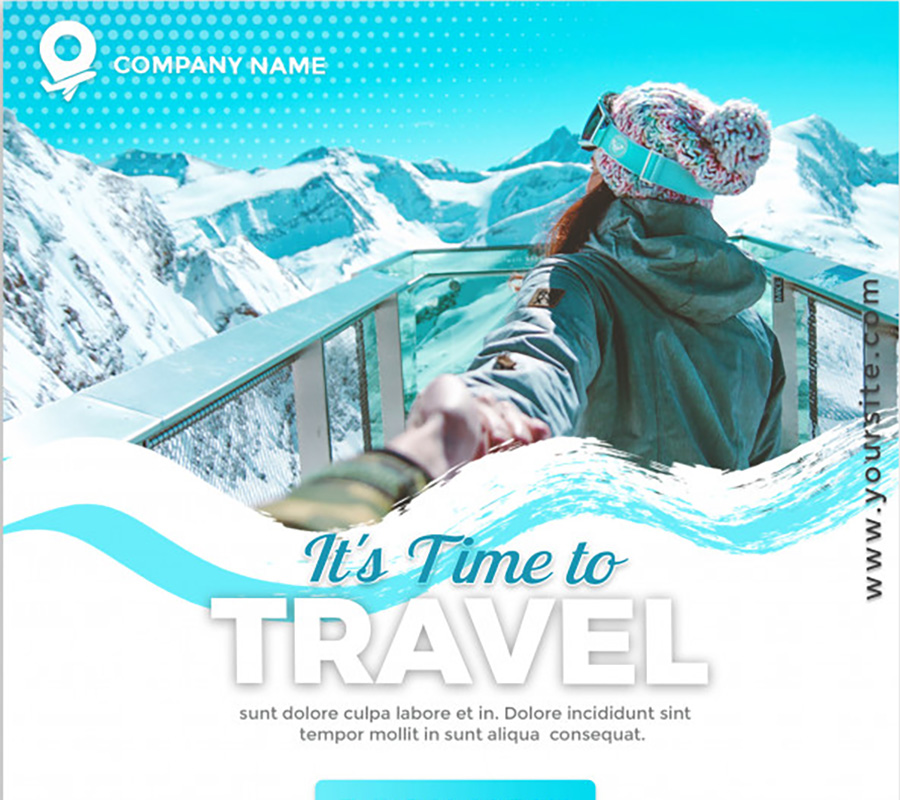 COMPANY NAME
www.yoursite.com
It's Time to
TRAVEL
sunt dolore culpa labore et in. Dolore incididunt sint
tempor mollit in sunt aliqua consequat.